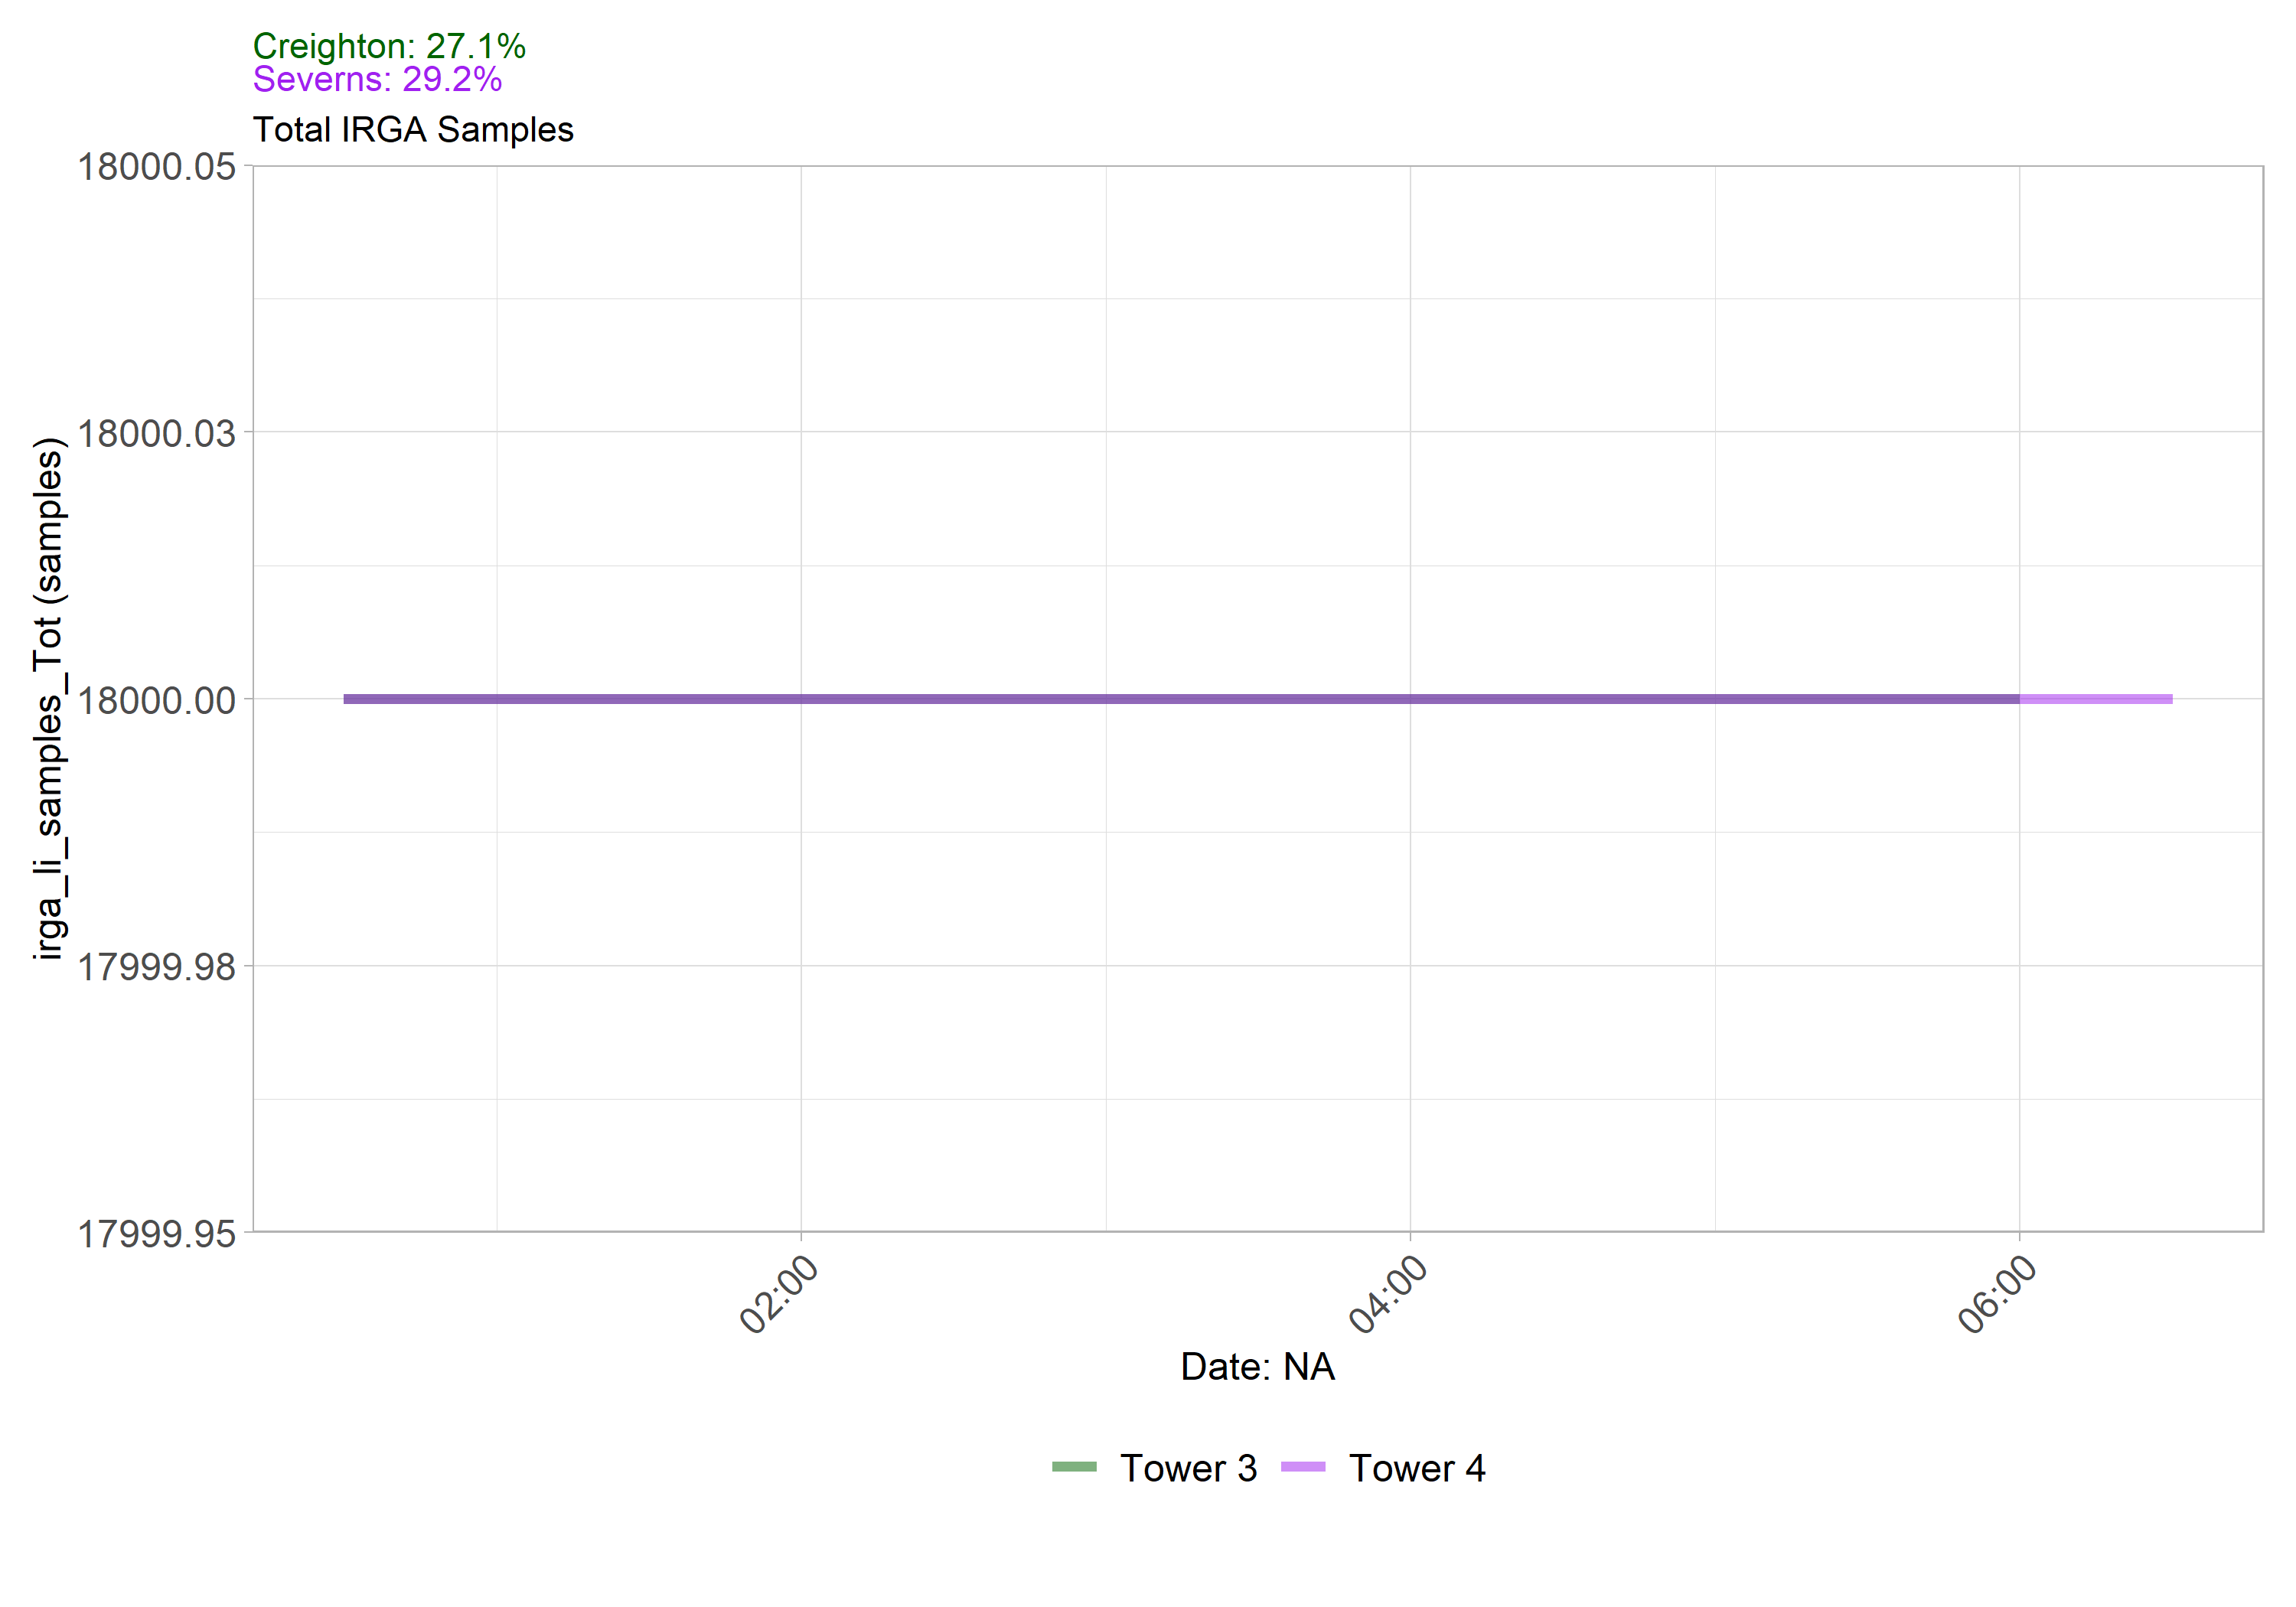 Creighton: 27.1%
Severns: 29.2%
Total IRGA Samples
irga_li_samples_Tot (samples)
18000.05
18000.03
18000.00
17999.98
17999.95
02:00
04:00
06:00
Date: NA
Tower 3
Tower 4